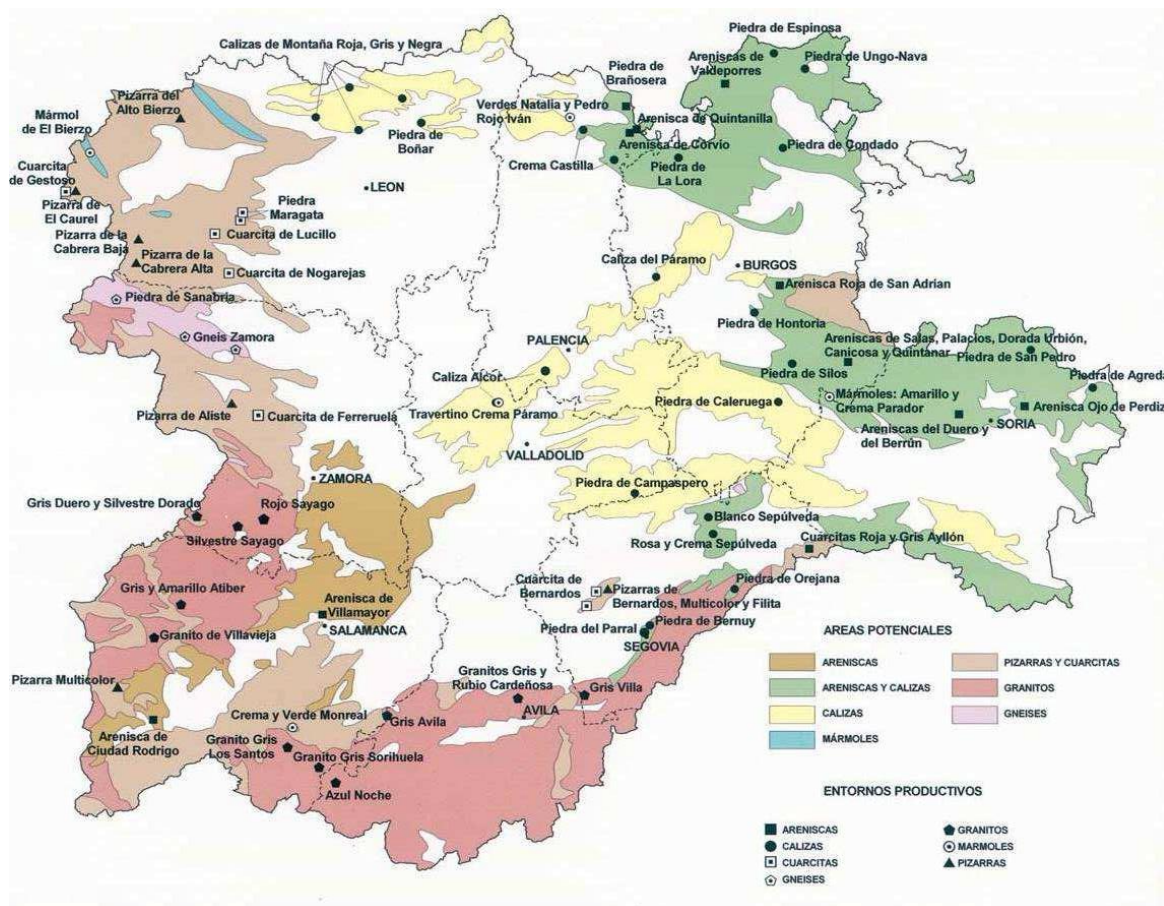 Piedra de Espinosa
Calizas de Montaña Roja, Gris y Negra
Areniscas de
Valdeporres
Piedra de Ungo-Nava
Piedra de
Brañosera
Pizarra del
Alto Bierzo
Verdes Natalia y Pedro
Rojo Iván
Arenisca de Quintanilla
Mármol
de El Bierzo
Piedra de
Boñar
Arenisca de Corvio
Piedra de Condado
Crema Castilla
Piedra de
La Lora
Cuarcita
de Gestoso
LEON
Pizarra de
El Caurel
Piedra
Maragata
Pizarra de la
Cabrera Baja
Cuarcita de Lucillo
Pizarra de la
Cabrera Alta
Cuarcita de Nogarejas
Caliza del Páramo
BURGOS
Piedra de Sanabria
Arenisca Roja de San Adrian
Piedra de Hontoria
Gneis Zamora
PALENCIA
Areniscas de Salas, Palacios, Dorada Urbión,
Canicosa y Quintanar
Piedra de San Pedro
Piedra de Silos
Caliza Alcor
Piedra de Agreda
Travertino Crema Páramo
Piedra de Caleruega
Mármoles: Amarillo y
Crema Parador
Arenisca Ojo de Perdiz
Pizarra de Aliste
Cuarcita de Ferreruela
SORIA
Areniscas del Duero y
del Berrún
VALLADOLID
ZAMORA
Piedra de Campaspero
Gris Duero y Silvestre Dorado
Rojo Sayago
Blanco Sepúlveda
Silvestre Sayago
Rosa y Crema Sepúlveda
Cuarcitas Roja y Gris Ayllón
Gris y Amarillo Atiber
Cuarcita de
Bernardos
Pizarras de
Bernardos, Multicolor y Filita
Piedra de Orejana
Arenisca de
Villamayor
SALAMANCA
Granito de Villavieja
Piedra del Parral
Piedra de Bernuy
SEGOVIA
Pizarra Multicolor
Granitos Gris y
Rubio Cardeñosa
Gris Villa
Crema y Verde Monreal
Gris Avila
AVILA
Arenisca de
Ciudad Rodrigo
Granito Gris
Los Santos
Granito Gris Sorihuela
Azul Noche
AREAS POTENCIALES
ARENISCAS
PIZARRAS Y CUARCITAS
ARENISCAS Y CALIZAS
GRANITOS
CALIZAS
GNEISES
MÁRMOLES
ENTORNOS PRODUCTIVOS
ARENISCAS
GRANITOS
CALIZAS
MARMOLES
CUARCITAS
PIZARRAS
GNEISES